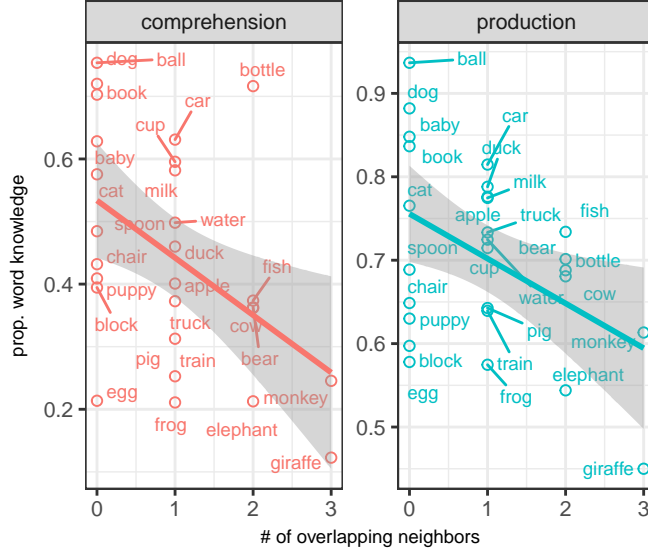 comprehension
production
prop. word knowledge
0.6
0.4
0.2
dog
ball
bottle
book
car
cup
baby
cat
milk
spoon
water
duck
chair
fish
puppy
apple
block
truck
cow
pig
train
bear
egg
monkey
frog
elephant
giraffe
0
1
2
3
0.9
0.8
0.7
0.6
0.5
ball
dog
car
baby
duck
book
milk
cat
apple
truck
fish
spoon
bear
cup
bottle
chair
water
cow
puppy
pig
monkey
block
train
elephant
egg
frog
giraffe
0
1
2
3
# of overlapping neighbors